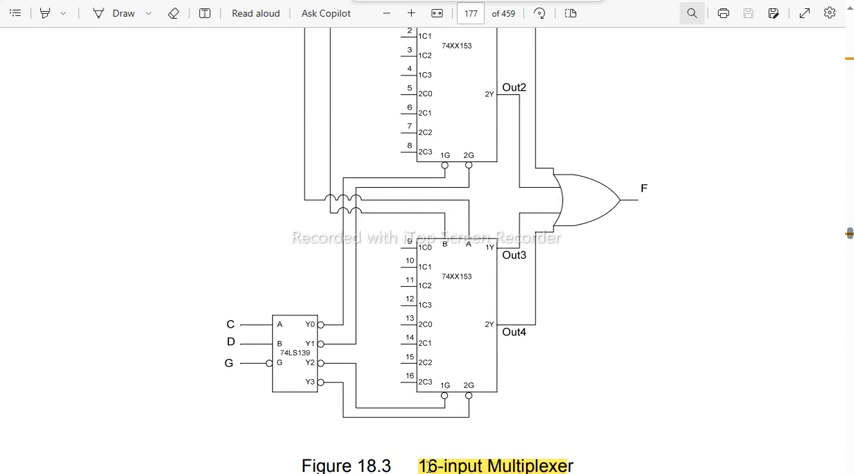 Draw
Read aloud
Ask Copilot
177 of 459
2
1C1
74XX153
3
1C2
4
1C3
5
2C0
2Y
Out2
6
2C1
7
2C2
8
2C3
1G 2G
F
Recorded with iTop Screen Recorder
9
1C0
B A
1Y
Out3
10
1C1
11
1C2
74XX153
12
1C3
13
2C0
2Y
Out4
14
2C1
15
2C2
16
2C3
1G 2G
C
A
Y0
D
B
Y1
74LS139
G
G
Y2
Y3
Figure 18.3 16-input Multiplexer